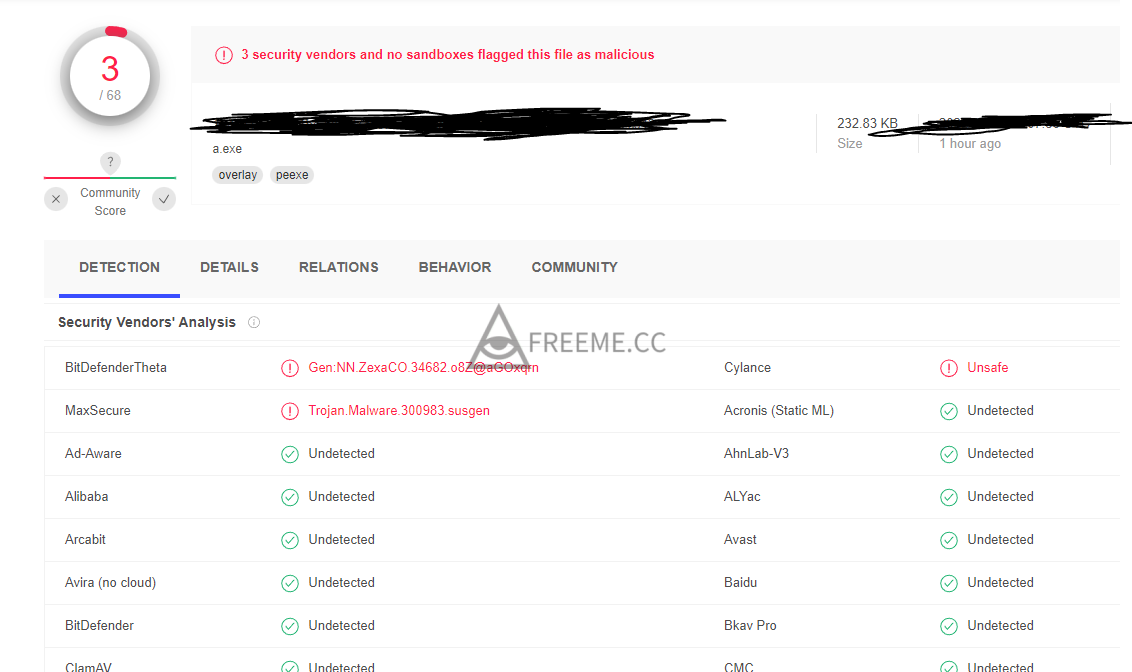 3
/ 68
?
Community
Score
3 security vendors and no sandboxes flagged this file as malicious
a.exe
overlay peexe
232.83 KB
Size
1 hour ago
DETECTION DETAILS RELATIONS BEHAVIOR COMMUNITY
Security Vendors' Analysis
FREEME.CC
BitDefenderTheta Gen:NN.ZexaCO.34682.o8Z@aGOxqrn Cylance Unsafe
MaxSecure Trojan.Malware.300983.susgen Acronis (Static ML) Undetected
Ad-Aware Undetected AhnLab-V3 Undetected
Alibaba Undetected ALYac Undetected
Arcabit Undetected Avast Undetected
Avira (no cloud) Undetected Baidu Undetected
BitDefender Undetected Bkav Pro Undetected
ClamAV Undetected CMC Undetected